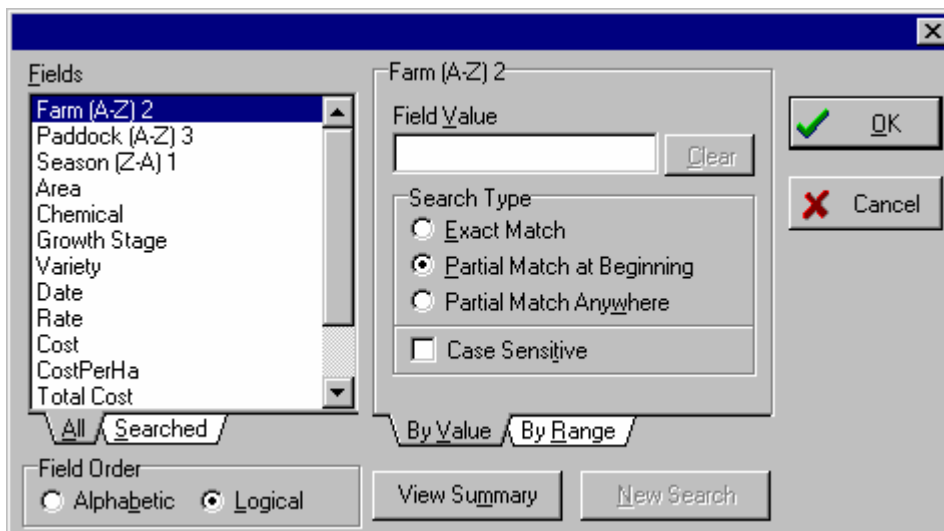 Fields
Farm (A-Z) 2
Paddock (A-Z) 3
Season (Z-A) 1
Area
Chemical
Growth Stage
Variety
Date
Rate
Cost
CostPerHa
Total Cost
All
Searched
Field Order
Alphabetic
Logical
Farm (A-Z) 2
Field Value
Clear
Search Type
Exact Match
Partial Match at Beginning
Partial Match Anywhere
Case Sensitive
By Value
By Range
View Summary
New Search
OK
Cancel